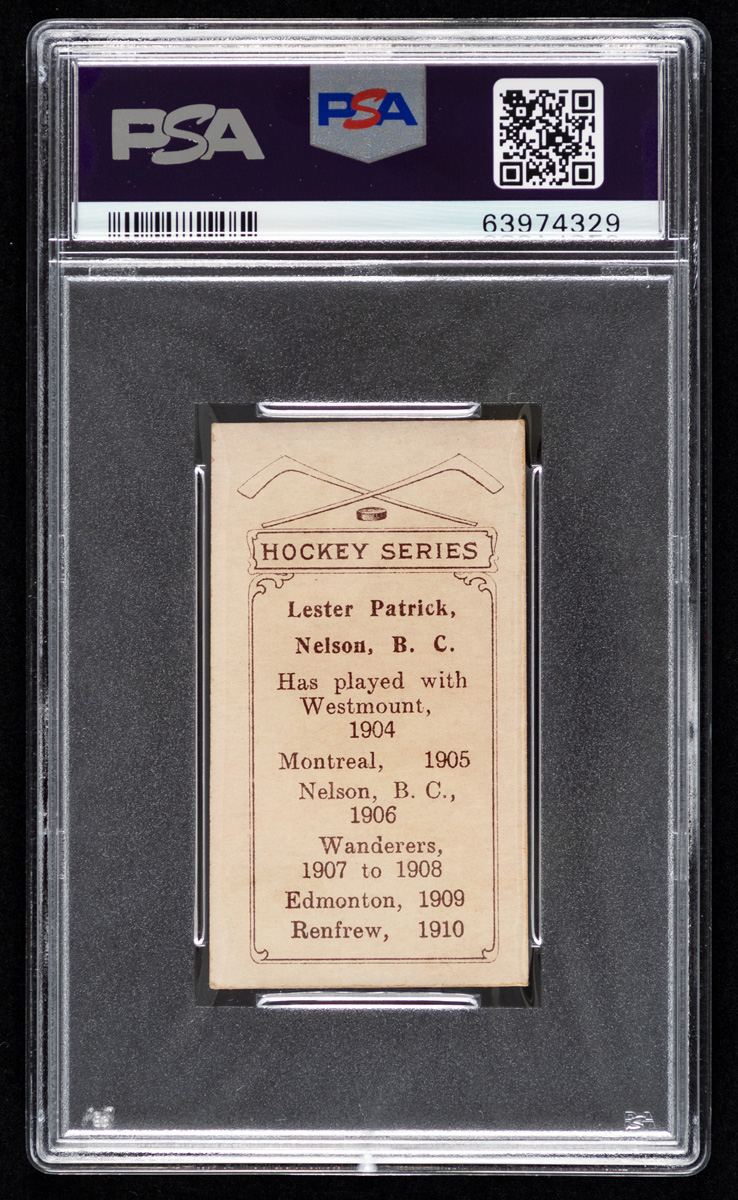 PSA
PSA
63974329
HOCKEY SERIES
Lester Patrick,
Nelson, B. C.
Has played with
Westmount,
1904
Montreal, 1905
Nelson, B. C.,
1906
Wanderers,
1907 to 1908
Edmonton, 1909
Renfrew, 1910
PSA